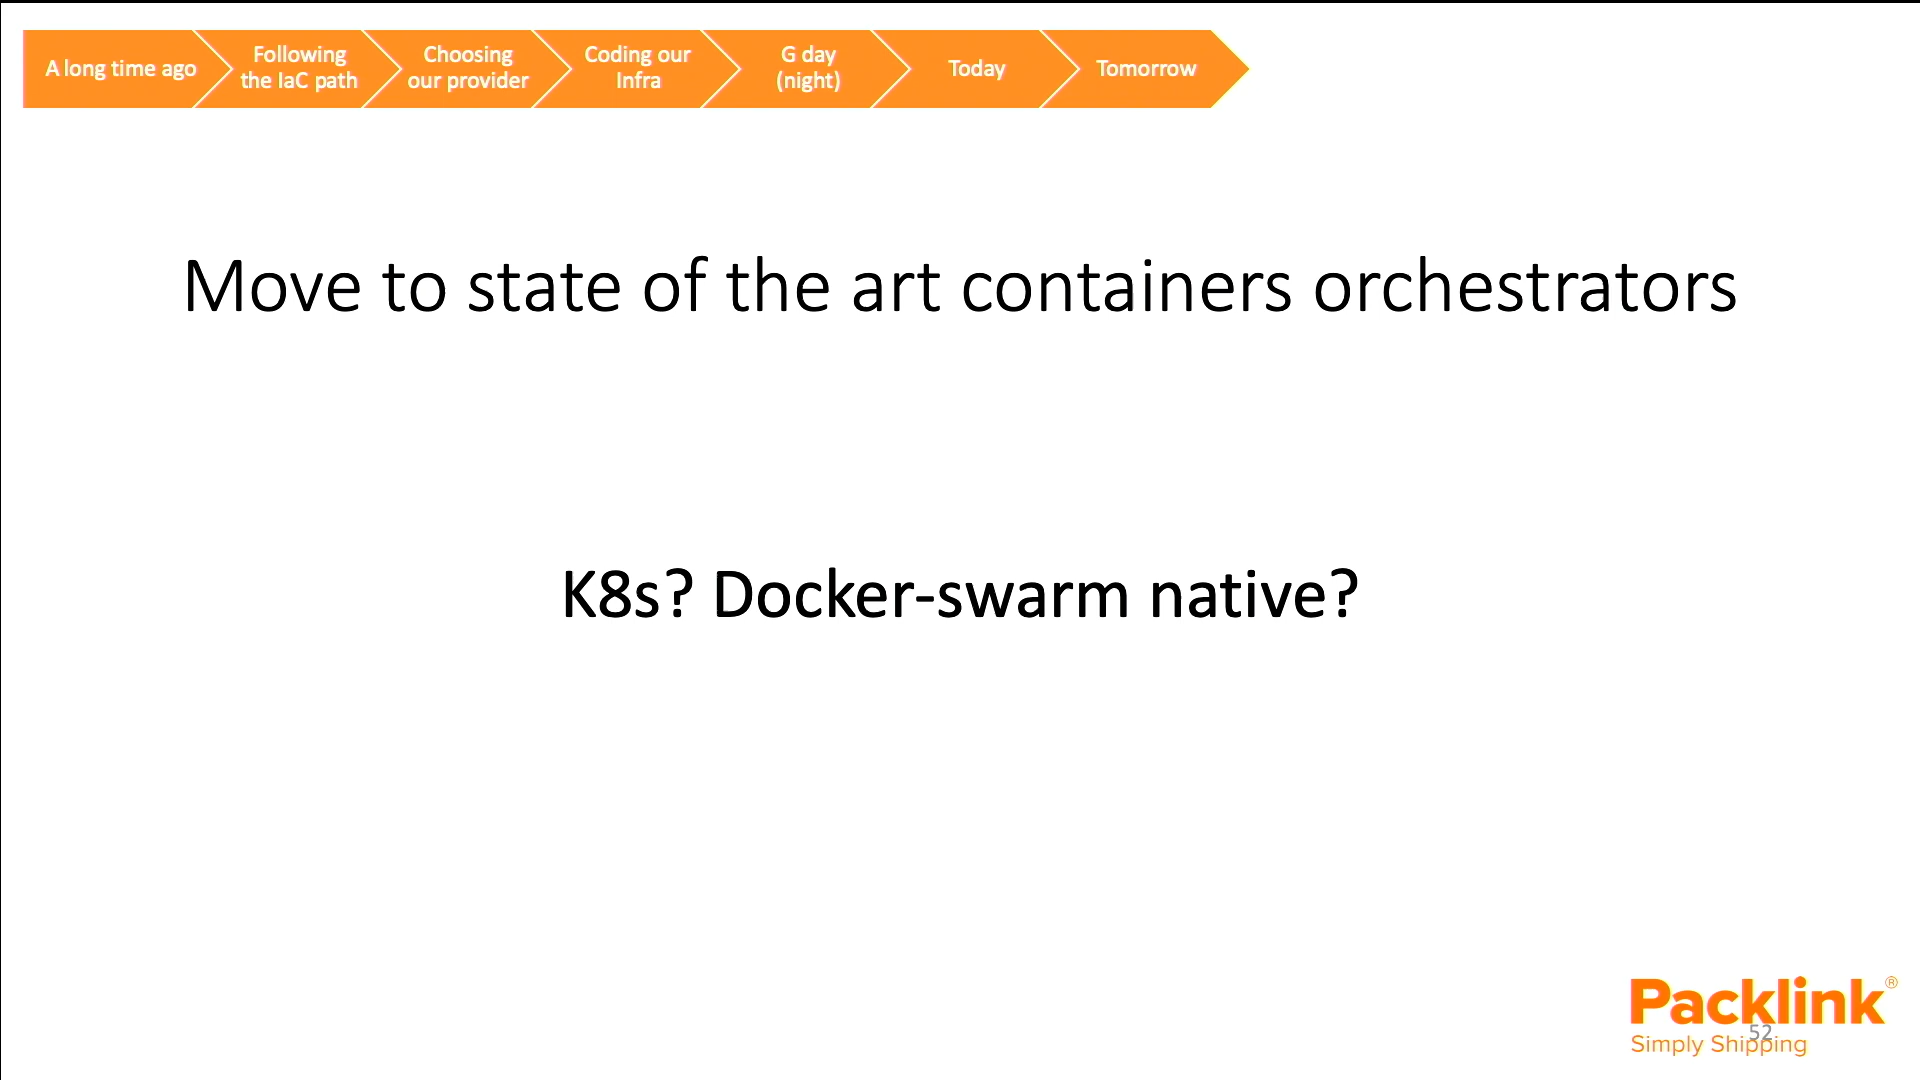 A long time ago
Following
the IaC path
Choosing
our provider
Coding our
Infra
G day
(night)
Today
Tomorrow
Move to state of the art containers orchestrators
K8s? Docker-swarm native?
Packlink®
52
Simply Shipping